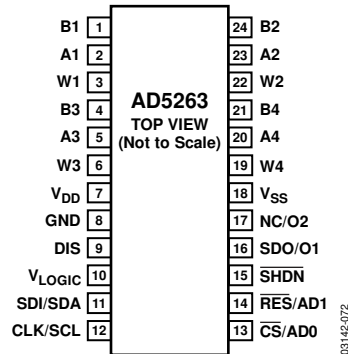 B1 1 24 B2
A1 2 23 A2
W1 3 22 W2
B3 4 AD5263 21 B4
A3 5 TOP VIEW 20 A4
W3 6 (Not to Scale) 19 W4
VDD 7 18 VSS
GND 8 17 NC/O2
DIS 9 16 SDO/O1
VLOGIC 10 15 S̅H̅D̅N̅
SDI/SDA 11 14 R̅E̅S̅/AD1
CLK/SCL 12 13 C̅S̅/AD0
03142-072